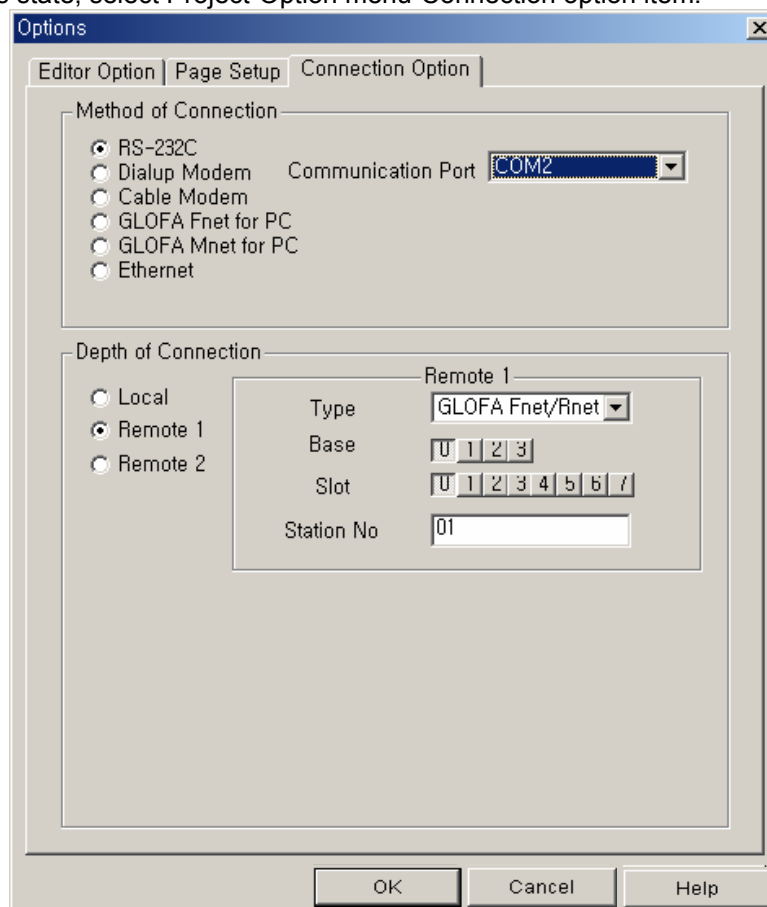 state, select Project-Option menu-Connection option item.
Options
Editor Option Page Setup Connection Option
Method of Connection
RS-232C
Dialup Modem Communication Port COM2
Cable Modem
GLOFA Fnet for PC
GLOFA Mnet for PC
Ethernet
Depth of Connection
Remote 1
Local Type GLOFA Fnet/Rnet
Remote 1 Base 0 1 2 3
Remote 2 Slot 0 1 2 3 4 5 6 7
Station No 01
OK Cancel Help